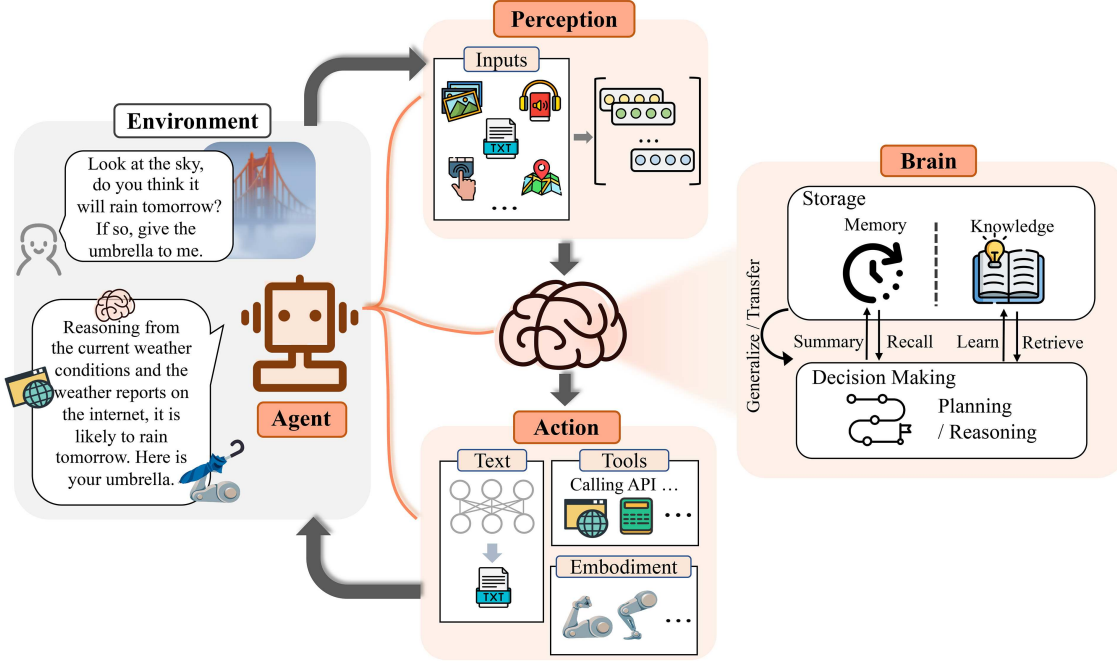 Perception
Inputs
TXT
...
...
Environment
Look at the sky,
do you think it
will rain tomorrow?
If so, give the
umbrella to me.
Reasoning from
the current weather
conditions and the
weather reports on
the internet, it is
likely to rain
tomorrow. Here is
your umbrella.
Agent
Brain
Storage
Memory
Knowledge
Generalize / Transfer
Summary
Recall
Learn
Retrieve
Decision Making
Planning
/ Reasoning
Action
Text
TXT
Tools
Calling API ...
...
Embodiment
...